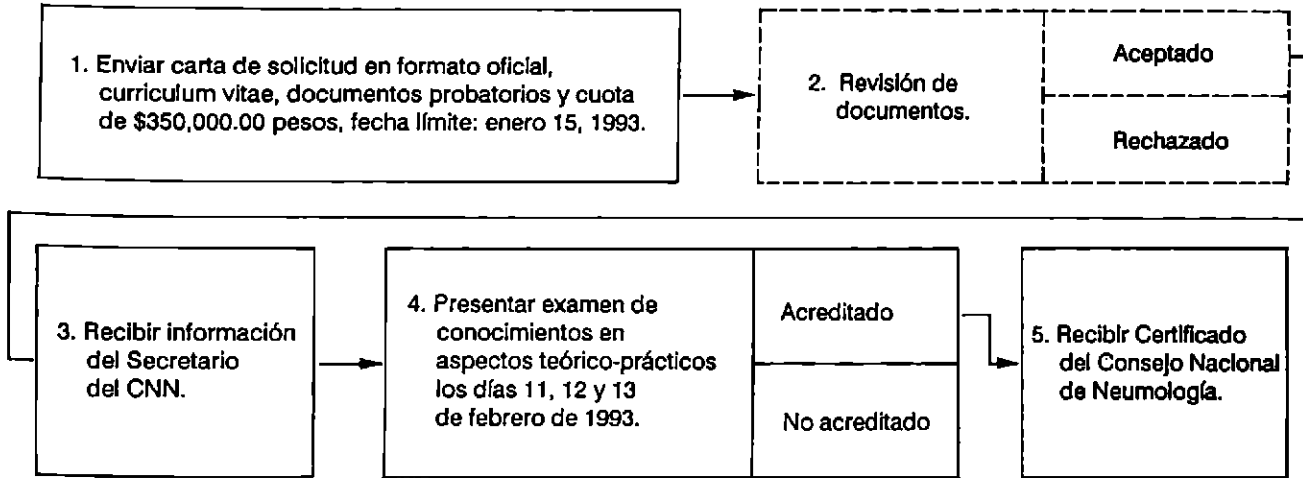 1. Enviar carta de solicitud en formato oficial,
curriculum vitae, documentos probatorios y cuota
de $350,000.00 pesos, fecha límite: enero 15, 1993.
2. Revisión de
documentos.
Aceptado
Rechazado
3. Recibir información
del Secretario
del CNN.
4. Presentar examen de
conocimientos en
aspectos teórico-prácticos
los días 11, 12 y 13
de febrero de 1993.
Acreditado
No acreditado
5. Recibir Certificado
del Consejo Nacional
de Neumología.